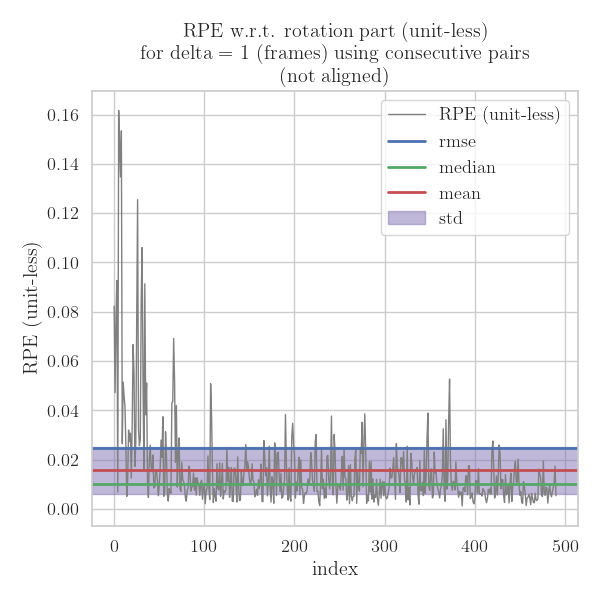 RPE w.r.t. rotation part (unit-less)
for delta = 1 (frames) using consecutive pairs
(not aligned)
RPE (unit-less)
rmse
median
mean
std
RPE (unit-less)
0.16
0.14
0.12
0.10
0.08
0.06
0.04
0.02
0.00
0
100
200
300
400
500
index